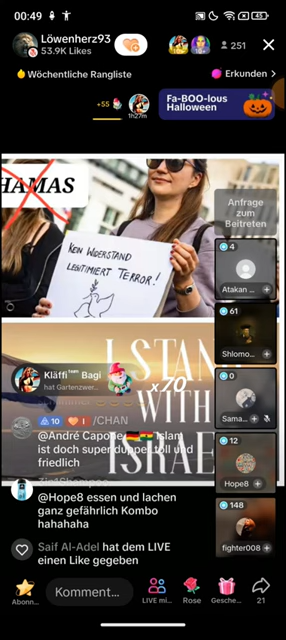 00:49
45
Löwenherz93
53.9K Likes
251
Wöchentliche Rangliste
Erkunden >
+55
1h27m
Fa-BOO-lous
Halloween
HAMAS
KEIN WIDERSTAND
LEGITIMIERT TERROR!
Anfrage
zum
Beitreten
4
Atakan ...
61
Shlomo...
0
Sama...
12
Hope8
148
fighter008
I STAN
WITH
ISRAE
Kläffi Bagi
hat Gartenzwer...
x70
10 1 /CHAN
@André Capone Islam
ist doch super dupper toll und
friedlich
@Hope8 essen und lachen
ganz gefährlich Kombo
hahahaha
Saif Al-Adel hat dem LIVE
einen Like gegeben
Abonn...
Kommen...
LIVE mi...
Rose
Gesche...
21